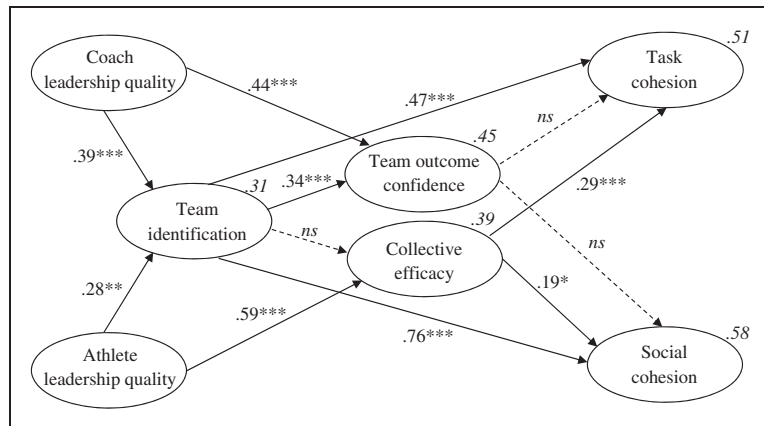 Coach
leadership quality
.51
Task
cohesion
.44***
.47***
ns
.39***
.45
Team outcome
confidence
.31
.34***
.29***
Team
identification
ns
.39
Collective
efficacy
ns
.28**
.59***
.19*
.76***
.58
Athlete
leadership quality
Social
cohesion